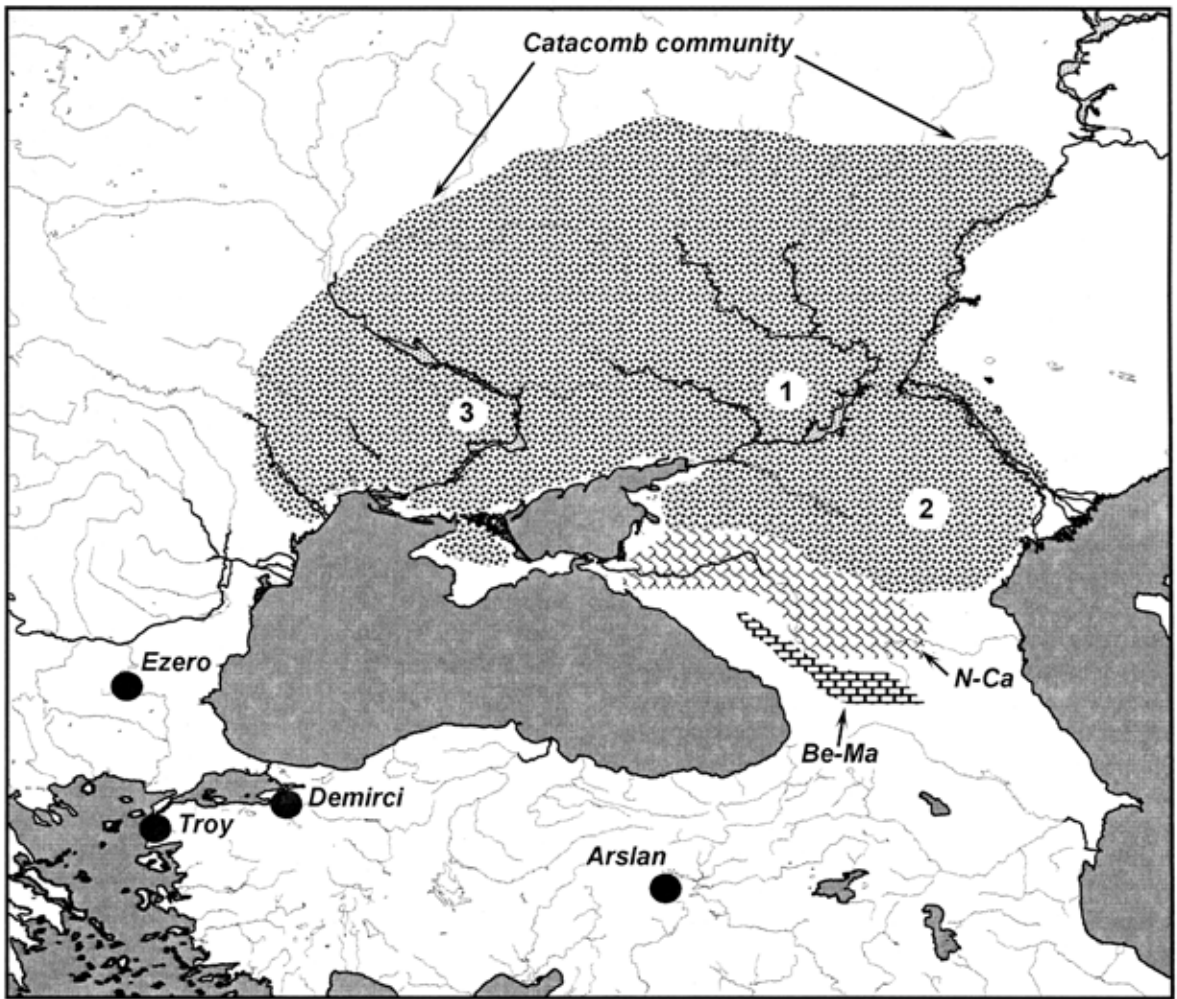 Catacomb community
1
3
2
Ezero
N-Ca
Be-Ma
Demirci
Troy
Arslan